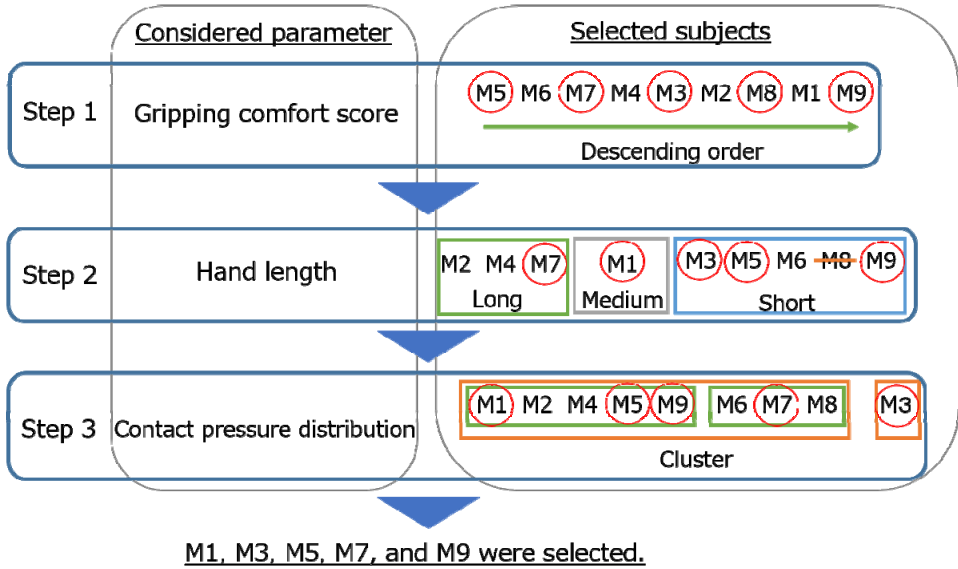 Considered parameter
Selected subjects
Step 1
Gripping comfort score
M5 M6 M7 M4 M3 M2 M8 M1 M9
Descending order
Step 2
Hand length
M2 M4 M7
Long
M1
Medium
M3 M5 M6 M8 M9
Short
Step 3
Contact pressure distribution
M1 M2 M4 M5 M9 M6 M7 M8 M3
Cluster
M1, M3, M5, M7, and M9 were selected.